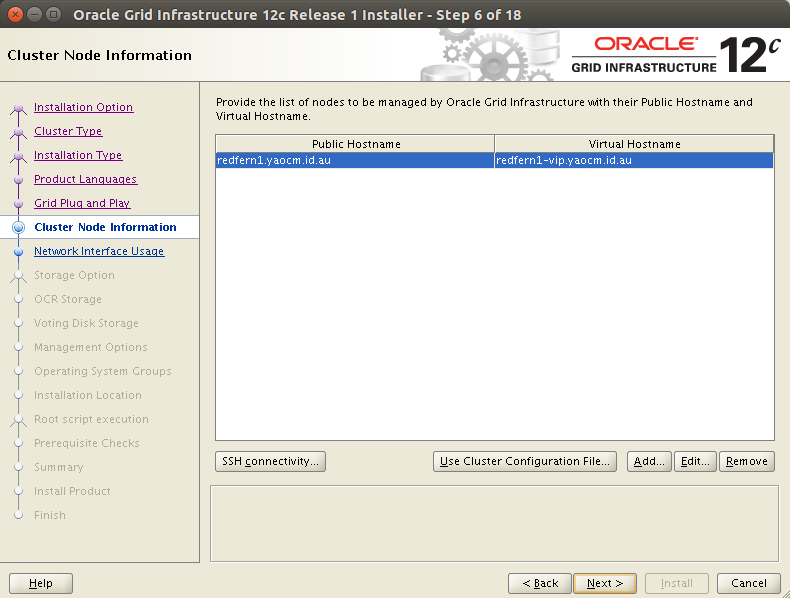 Oracle Grid Infrastructure 12c Release 1 Installer - Step 6 of 18
Cluster Node Information
ORACLE
GRID INFRASTRUCTURE
12c
Installation Option
Cluster Type
Installation Type
Product Languages
Grid Plug and Play
Cluster Node Information
Network Interface Usage
Storage Option
OCR Storage
Voting Disk Storage
Management Options
Operating System Groups
Installation Location
Root script execution
Prerequisite Checks
Summary
Install Product
Finish
Provide the list of nodes to be managed by Oracle Grid Infrastructure with their Public Hostname and
Virtual Hostname.
Public Hostname Virtual Hostname
redfern1.yaocm.id.au redfern1-vip.yaocm.id.au
SSH connectivity... Use Cluster Configuration File... Add... Edit... Remove
Help < Back Next > Install Cancel